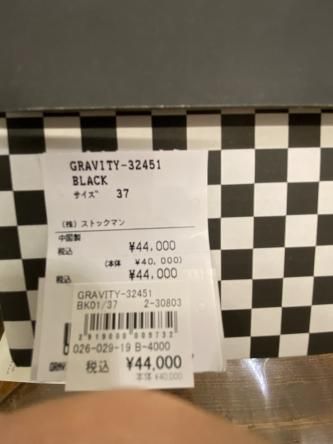 GRAVITY-32451
BLACK
サイズ 37
(株) ストックマン
中国製
税込 ¥44,000
(本体 ¥40,000)
税込 ¥44,000
GRAVITY-32451
BK01/37 2-30803
026-029-19 B-4000
税込 ¥44,000
本体 ¥40,000